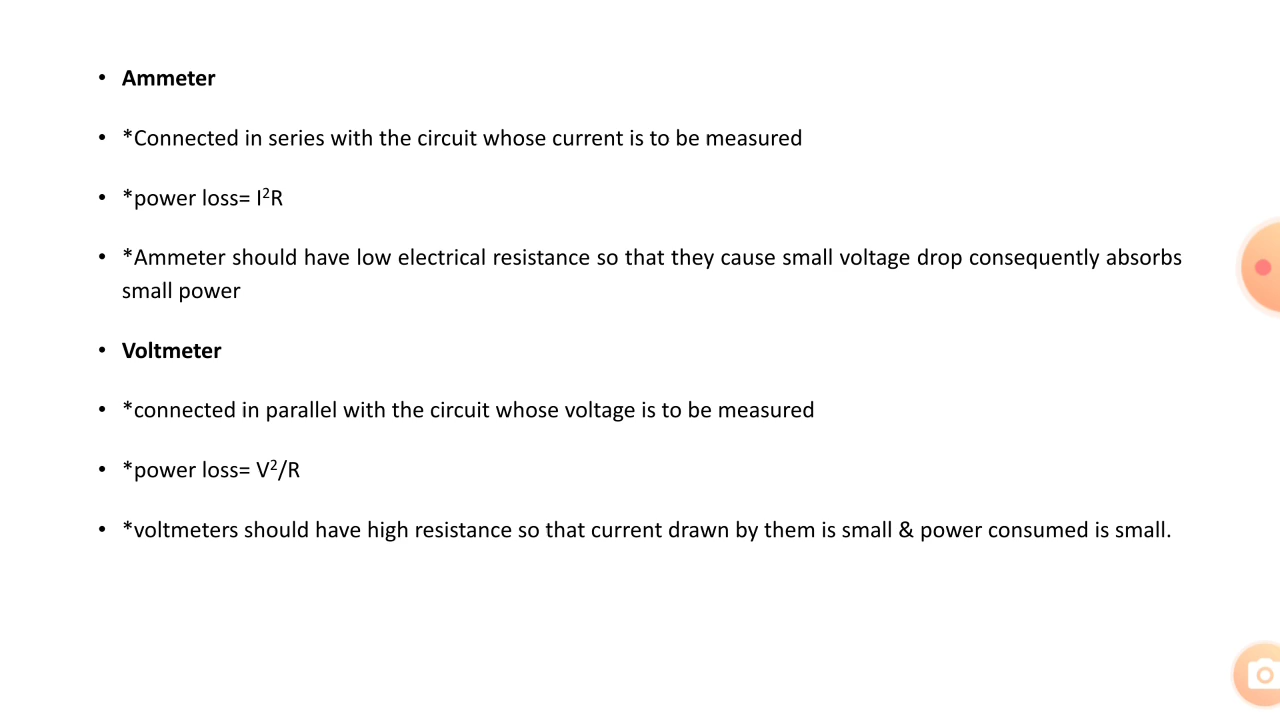 • Ammeter
• *Connected in series with the circuit whose current is to be measured
• *power loss= I²R
• *Ammeter should have low electrical resistance so that they cause small voltage drop consequently absorbs
small power
• Voltmeter
• *connected in parallel with the circuit whose voltage is to be measured
• *power loss= V²/R
• *voltmeters should have high resistance so that current drawn by them is small & power consumed is small.